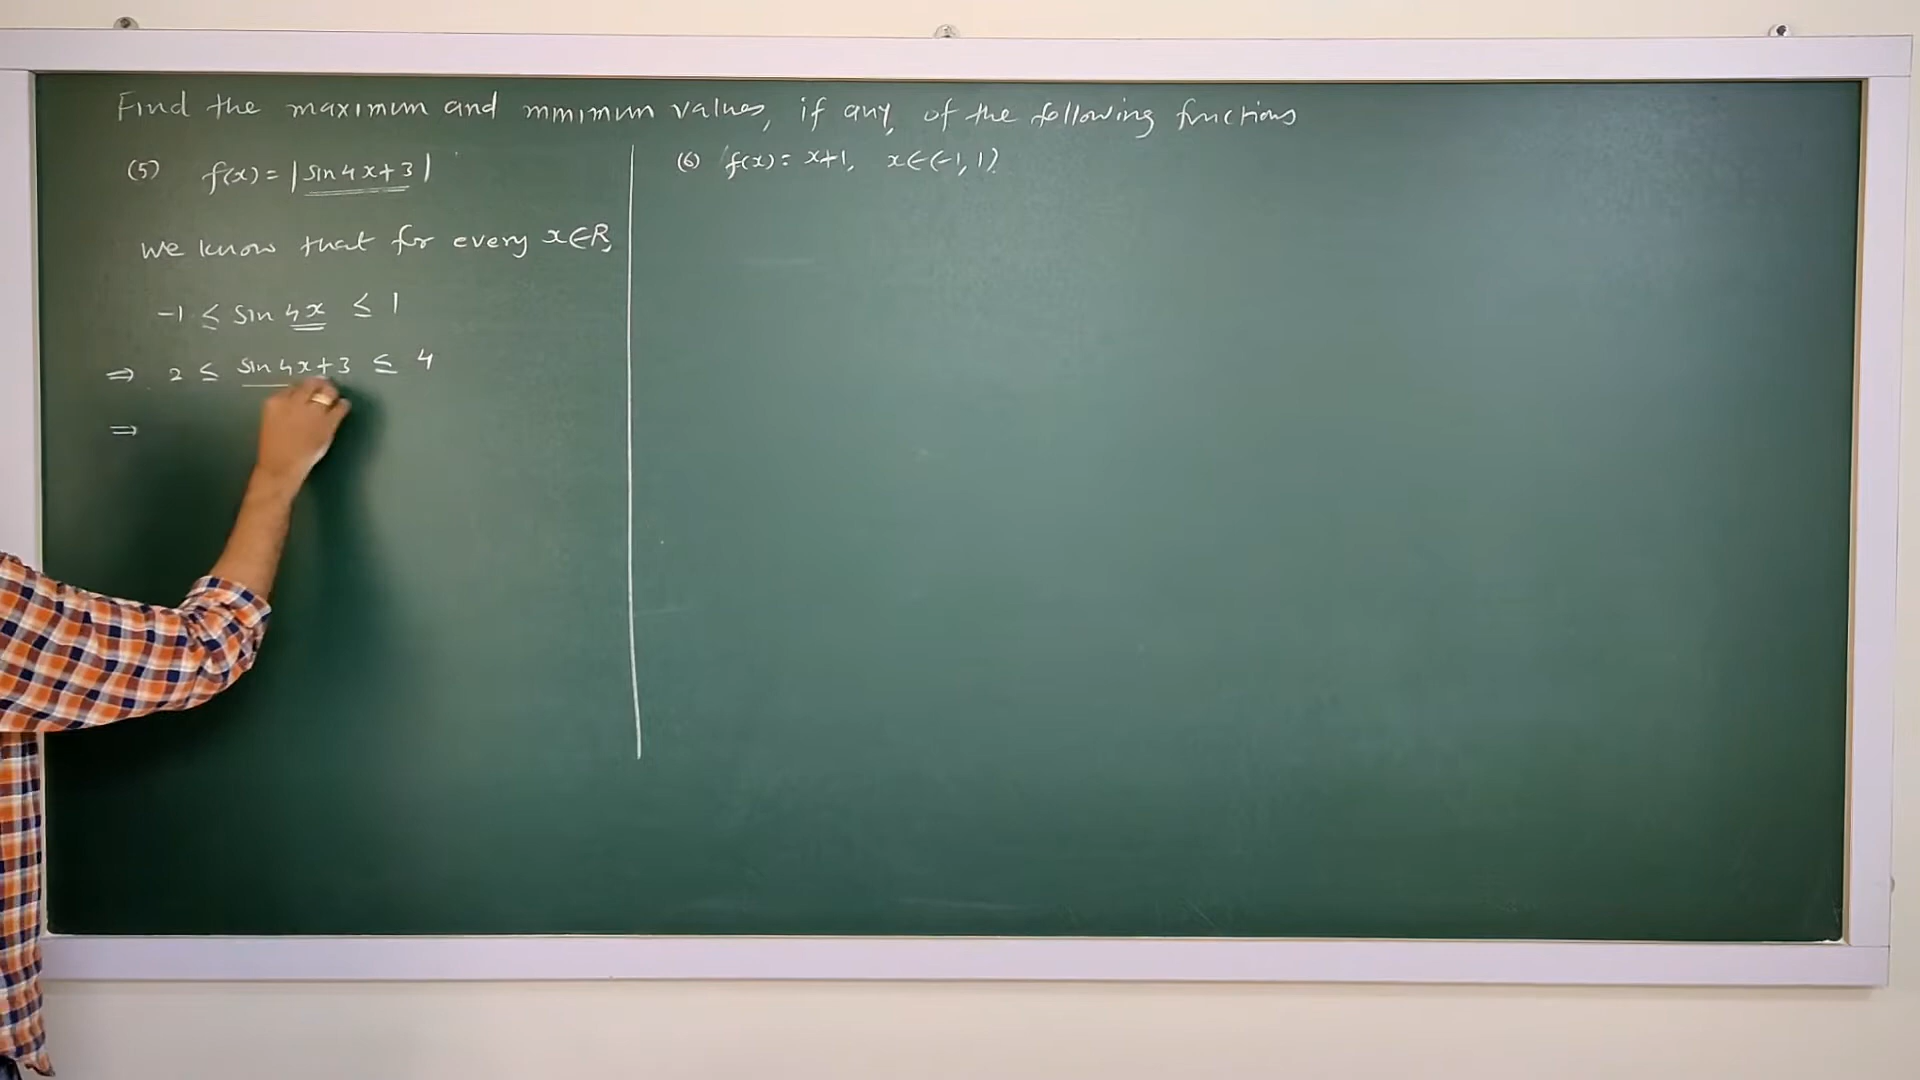 Find the maximum and minimum values, if any, of the following functions
(5) f(x) = |sin 4x+3|
We know that for every x∈R,
-1 ≤ sin 4x ≤ 1
⇒ 2 ≤ sin 4x+3 ≤ 4
⇒
(6) f(x) = x+1, x∈(-1, 1)